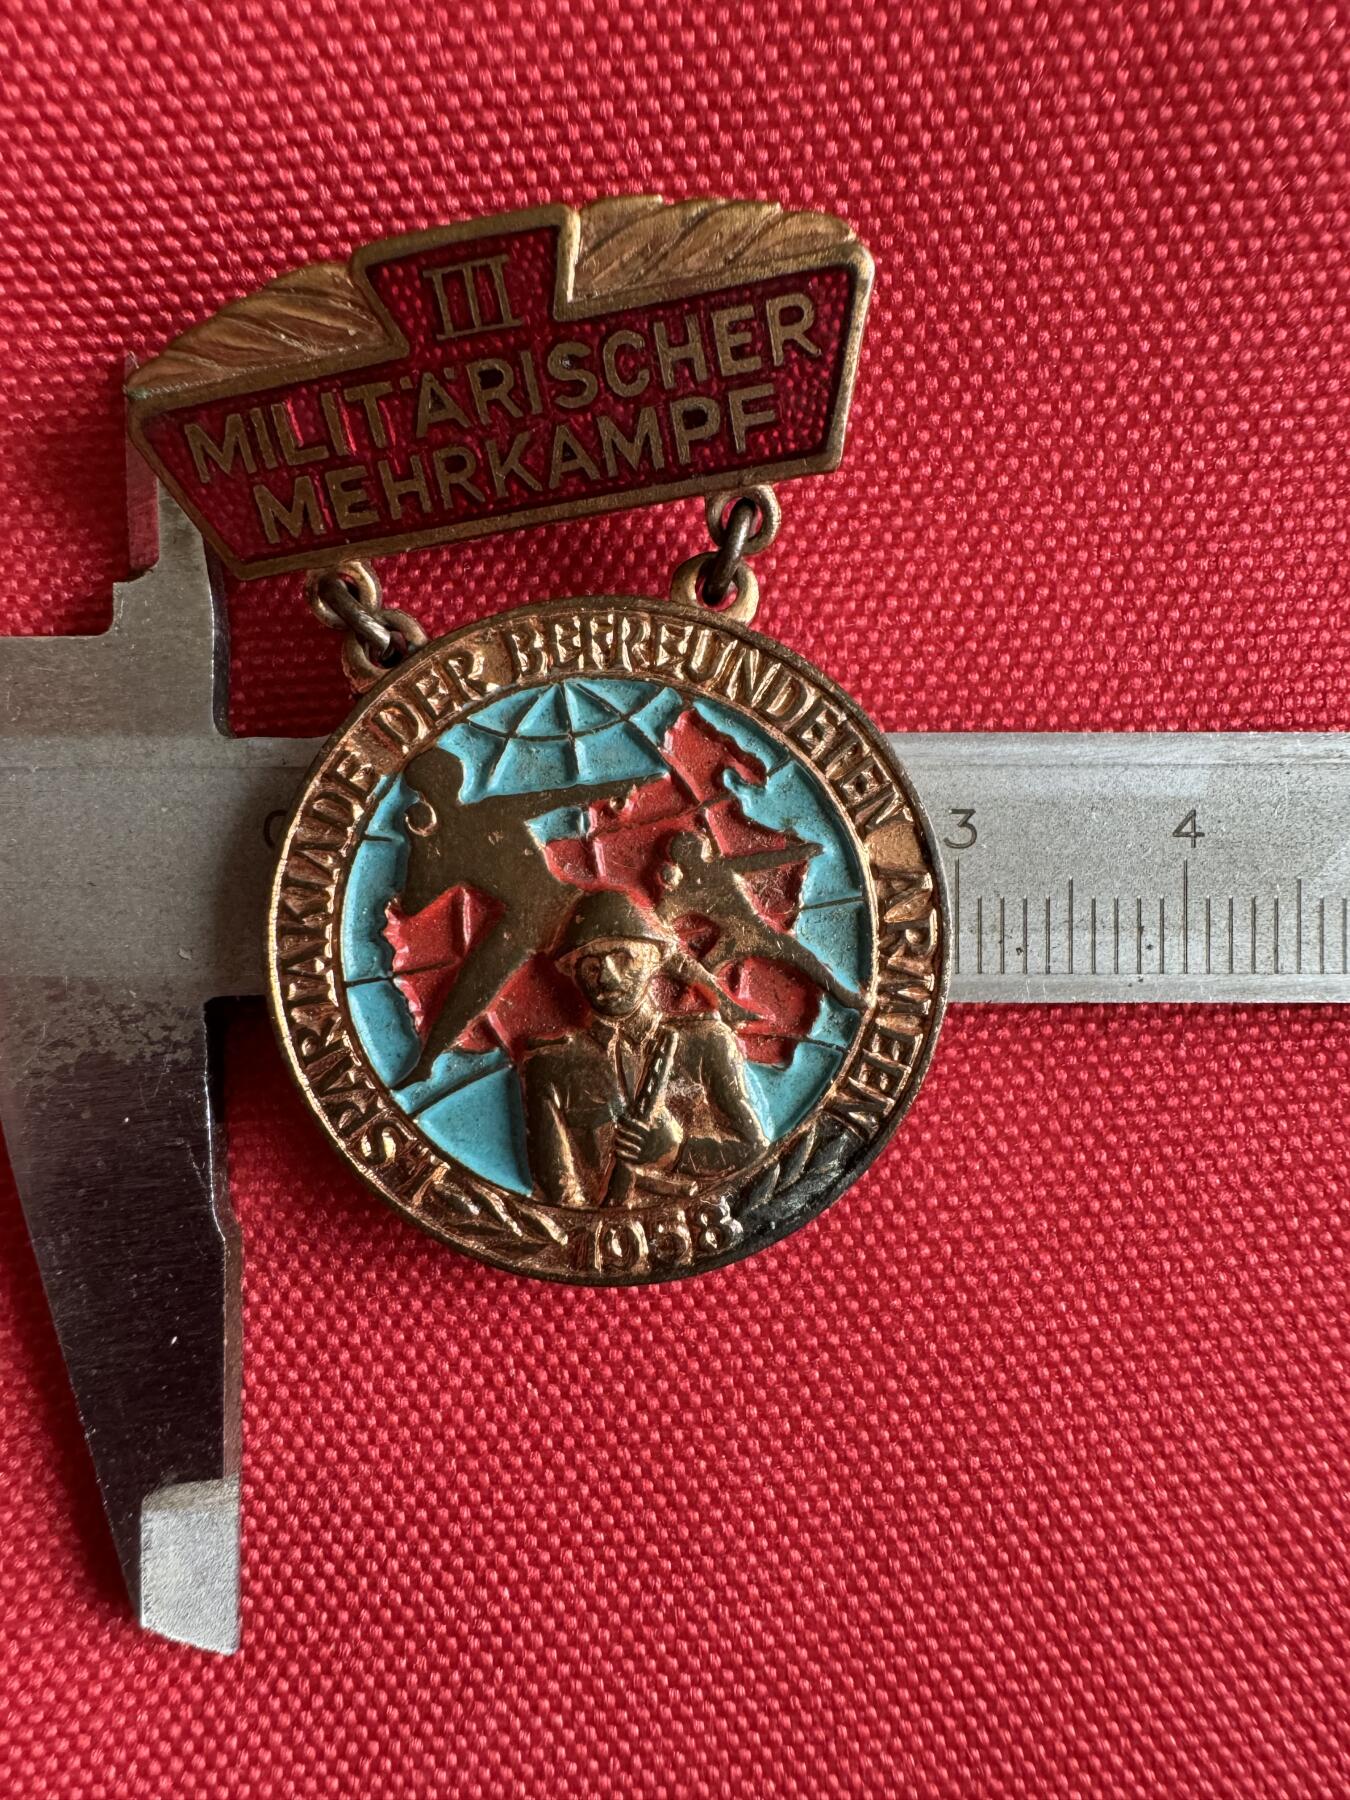 III
MILITÄRISCHER
MEHRKAMPF
I. SPARTAKIADE DER BEFREUNDETEN ARMEEN
1958
3 4